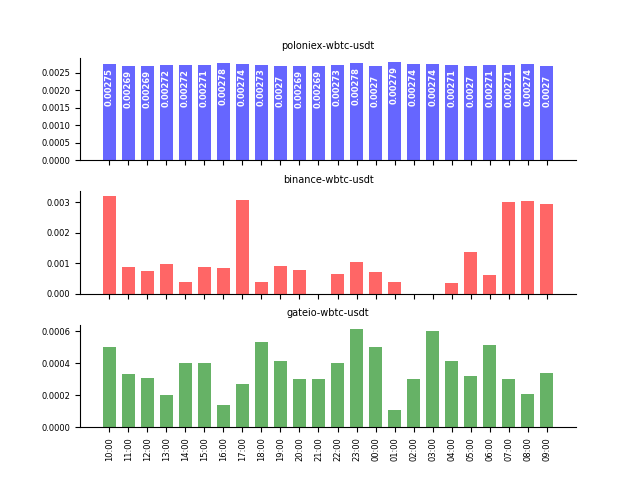 poloniex-wbtc-usdt
0.0025
0.0020
0.0015
0.0010
0.0005
0.0000
0.00275 0.00269 0.00269 0.00272 0.00272 0.00271 0.00278 0.00274 0.00273 0.0027 0.00269 0.00269 0.00273 0.00278 0.0027 0.00279 0.00274 0.00274 0.00271 0.0027 0.00271 0.00271 0.00274 0.0027
binance-wbtc-usdt
0.003
0.002
0.001
0.000
gateio-wbtc-usdt
0.0006
0.0004
0.0002
0.0000
10:00 11:00 12:00 13:00 14:00 15:00 16:00 17:00 18:00 19:00 20:00 21:00 22:00 23:00 00:00 01:00 02:00 03:00 04:00 05:00 06:00 07:00 08:00 09:00